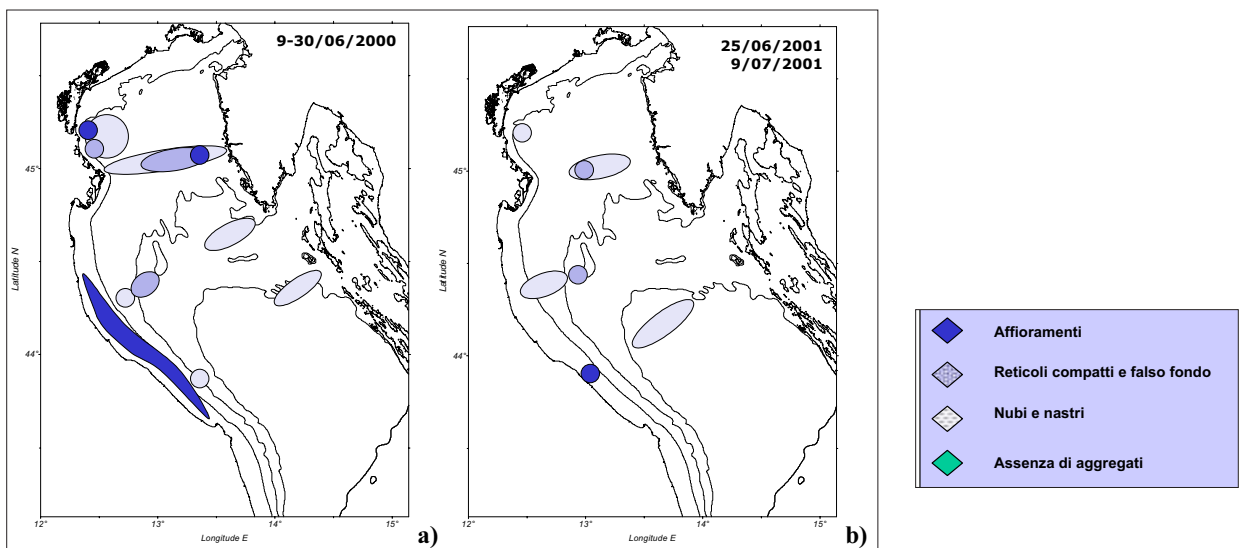 9-30/06/2000
45°
44°
Latitude N
12°
13°
14°
15°
Longitude E
a)
25/06/2001
9/07/2001
45°
44°
Latitude N
12°
13°
14°
15°
Longitude E
b)
Affioramenti
Reticoli compatti e falso fondo
Nubi e nastri
Assenza di aggregati